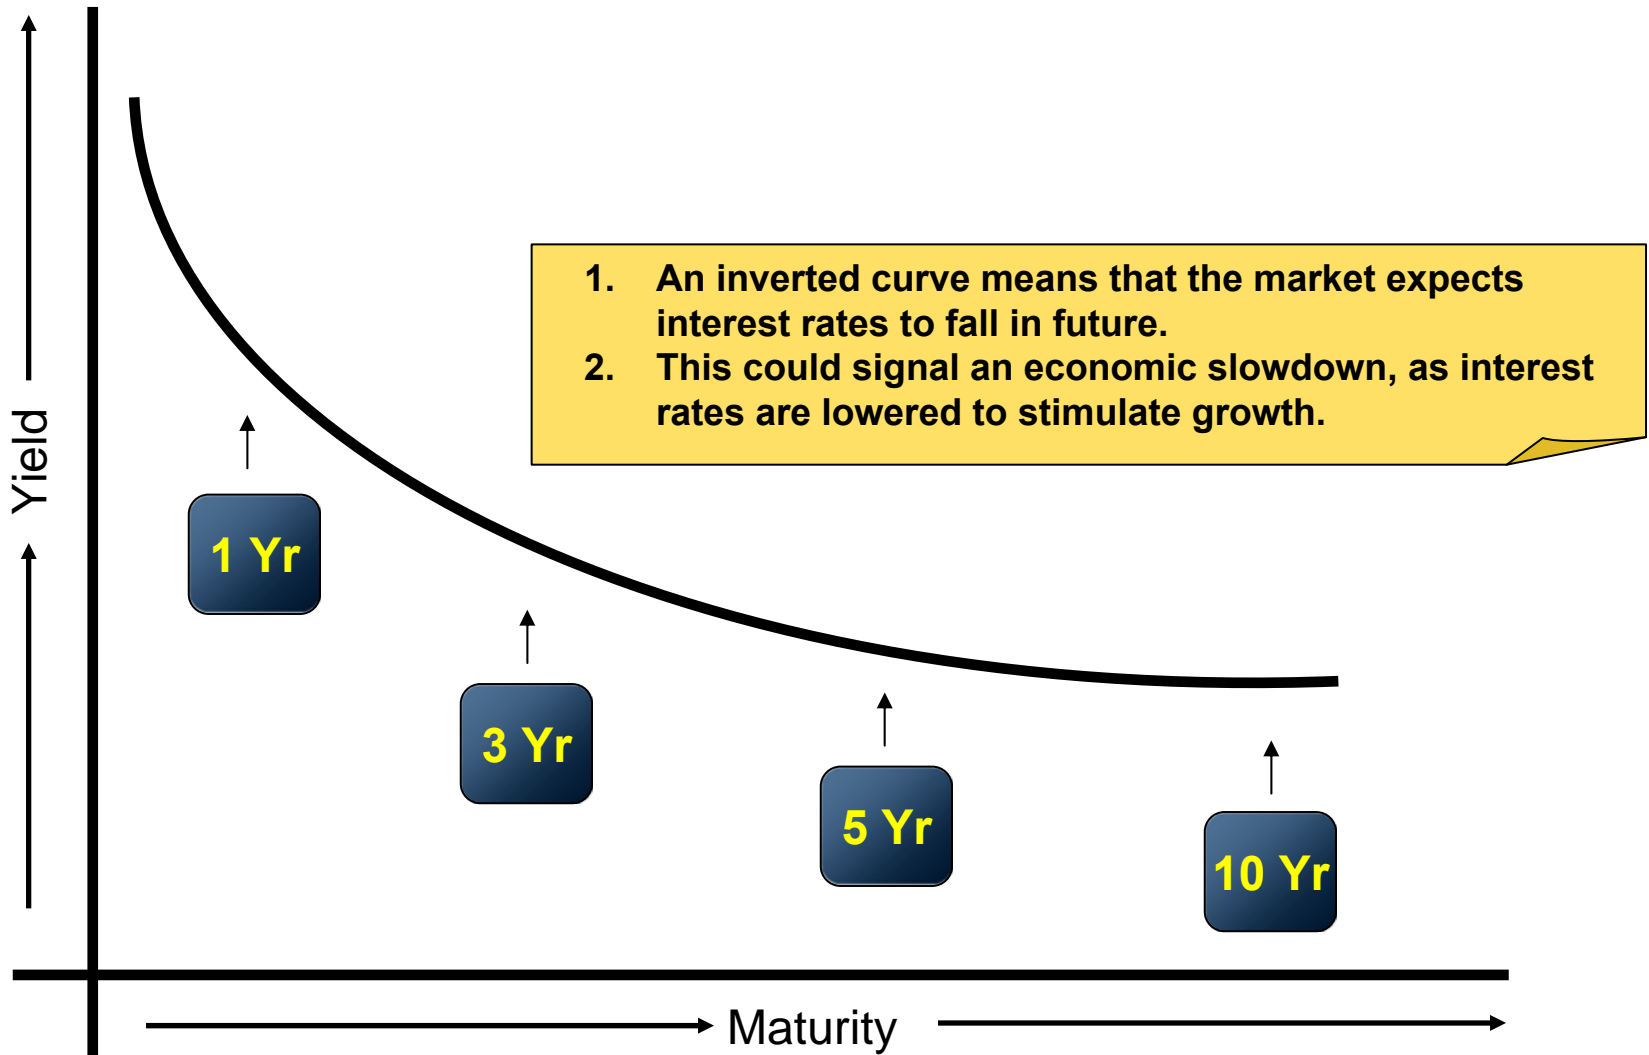 Yield
1. An inverted curve means that the market expects
interest rates to fall in future.
2. This could signal an economic slowdown, as interest
rates are lowered to stimulate growth.
1 Yr
3 Yr
5 Yr
10 Yr
Maturity